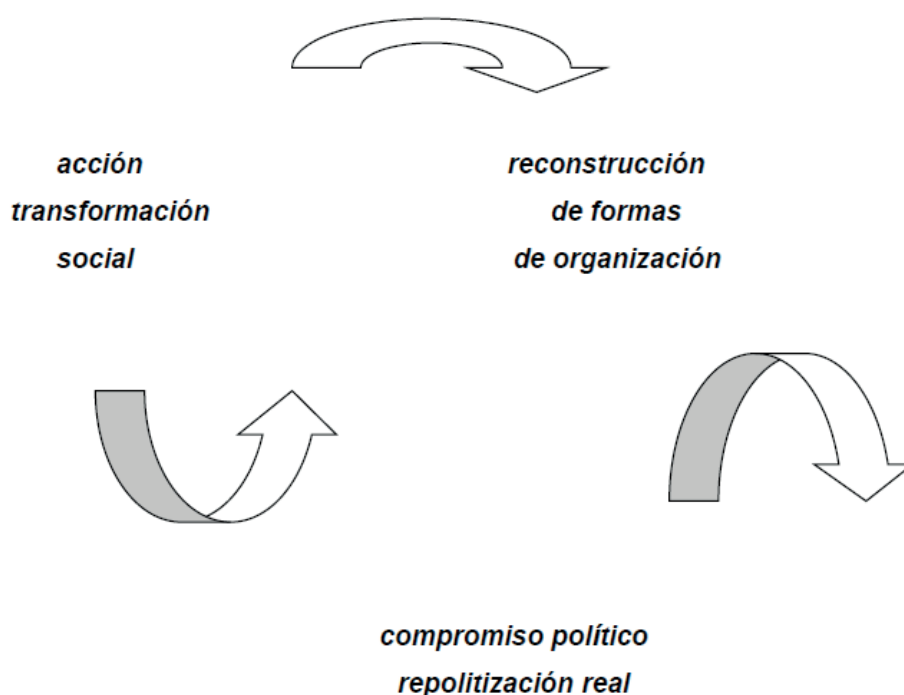 acción
transformación
social
reconstrucción
de formas
de organización
compromiso político
repolitización real